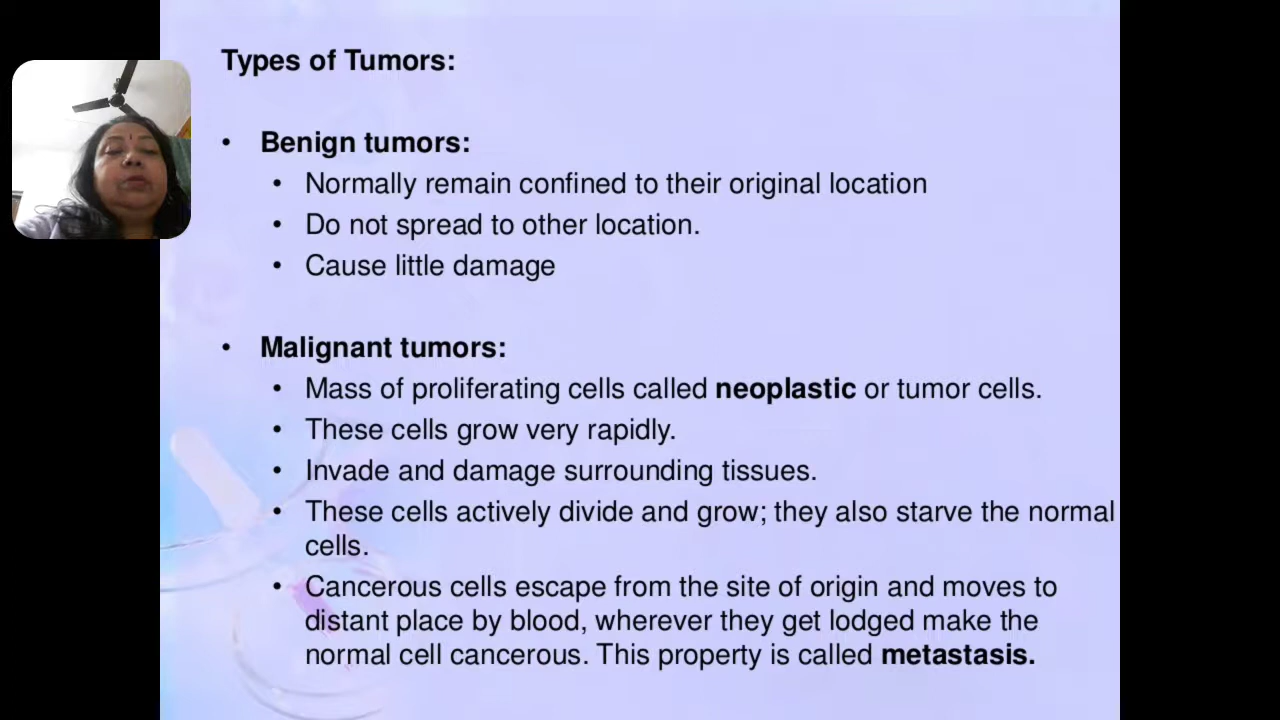 Types of Tumors:
• Benign tumors:
• Normally remain confined to their original location
• Do not spread to other location.
• Cause little damage
• Malignant tumors:
• Mass of proliferating cells called neoplastic or tumor cells.
• These cells grow very rapidly.
• Invade and damage surrounding tissues.
• These cells actively divide and grow; they also starve the normal
cells.
• Cancerous cells escape from the site of origin and moves to
distant place by blood, wherever they get lodged make the
normal cell cancerous. This property is called metastasis.